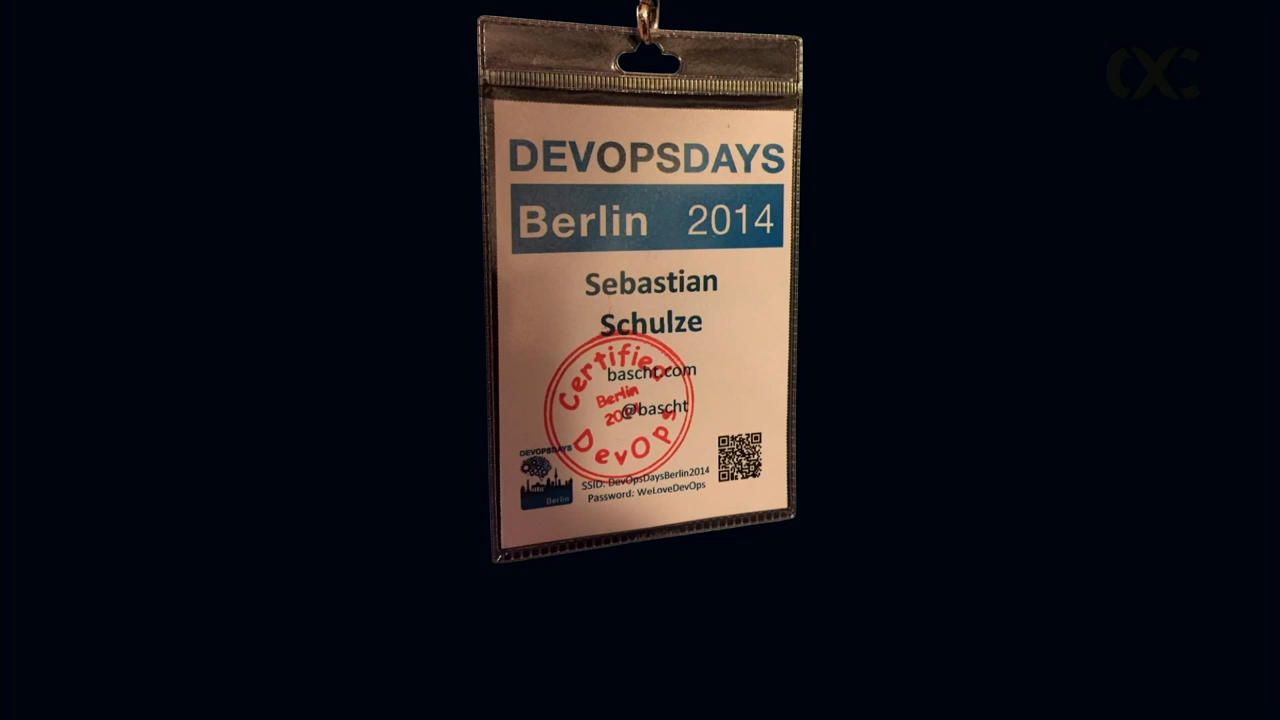 DEVOPSDAYS
Berlin 2014
Sebastian
Schulze
Certified
bascht.com
Berlin
@bascht
DevOps
DEVOPSDAYS
Berlin
SSID: DevOpsDaysBerlin2014
Password: WeLoveDevOps